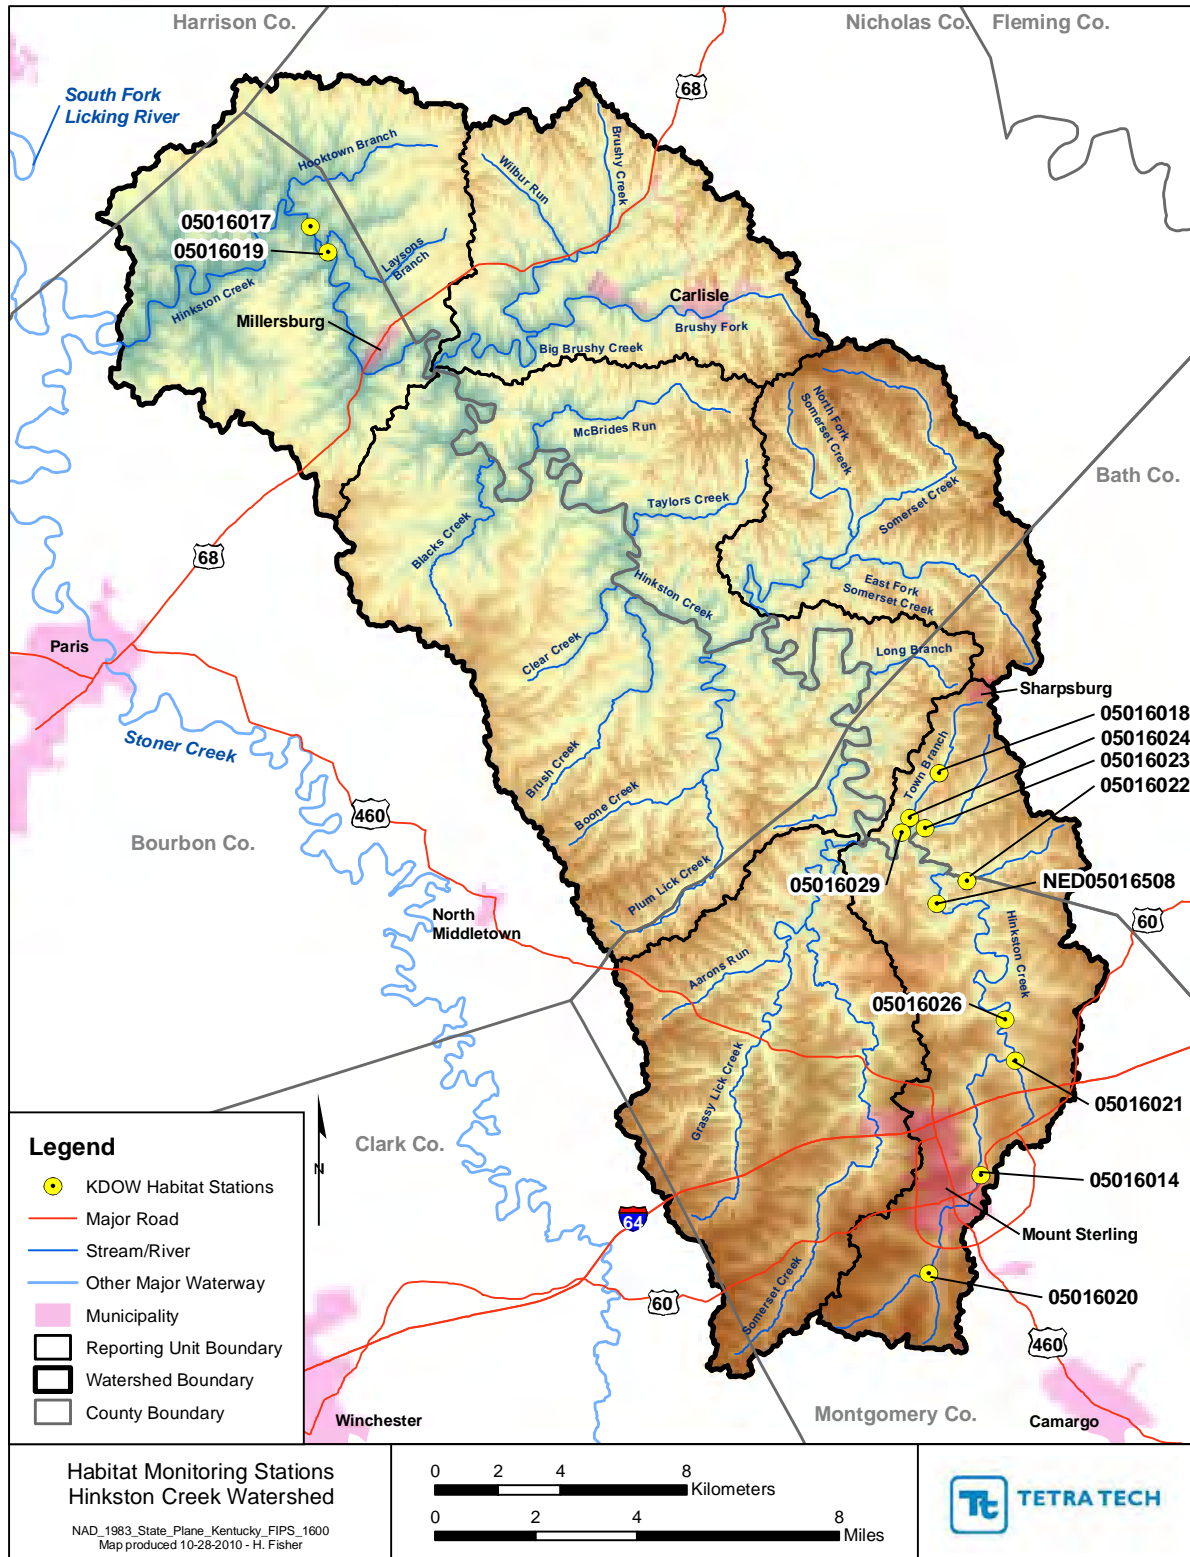 Harrison Co.
Nicholas Co.
Fleming Co.
South Fork
Licking River
68
Hooktown Branch
Wilbur Run
Brushy Creek
05016017
05016019
Laysons
Branch
Hinkston Creek
Millersburg
Carlisle
Brushy Fork
Big Brushy Creek
McBrides Run
North Fork
Somerset Creek
Bath Co.
Taylors Creek
Somerset Creek
Blacks Creek
68
Hinkston Creek
East Fork
Somerset Creek
Paris
Clear Creek
Long Branch
Sharpsburg
05016018
05016024
05016023
05016022
Stoner Creek
Town Branch
Brush Creek
Boone Creek
460
Bourbon Co.
05016029
NED05016508
Plum Lick Creek
North
Middletown
60
Hinkston Creek
Aarons Run
05016026
Grassy Lick Creek
05016021
Clark Co.
05016014
Mount Sterling
64
60
05016020
Somerset Creek
460
Winchester
Montgomery Co.
Camargo
N
Legend
KDOW Habitat Stations
Major Road
Stream/River
Other Major Waterway
Municipality
Reporting Unit Boundary
Watershed Boundary
County Boundary
Habitat Monitoring Stations
Hinkston Creek Watershed
NAD_1983_State_Plane_Kentucky_FIPS_1600
Map produced 10-28-2010 - H. Fisher
0 2 4 8
Kilometers
0 2 4 8
Miles
Tt
TETRA TECH